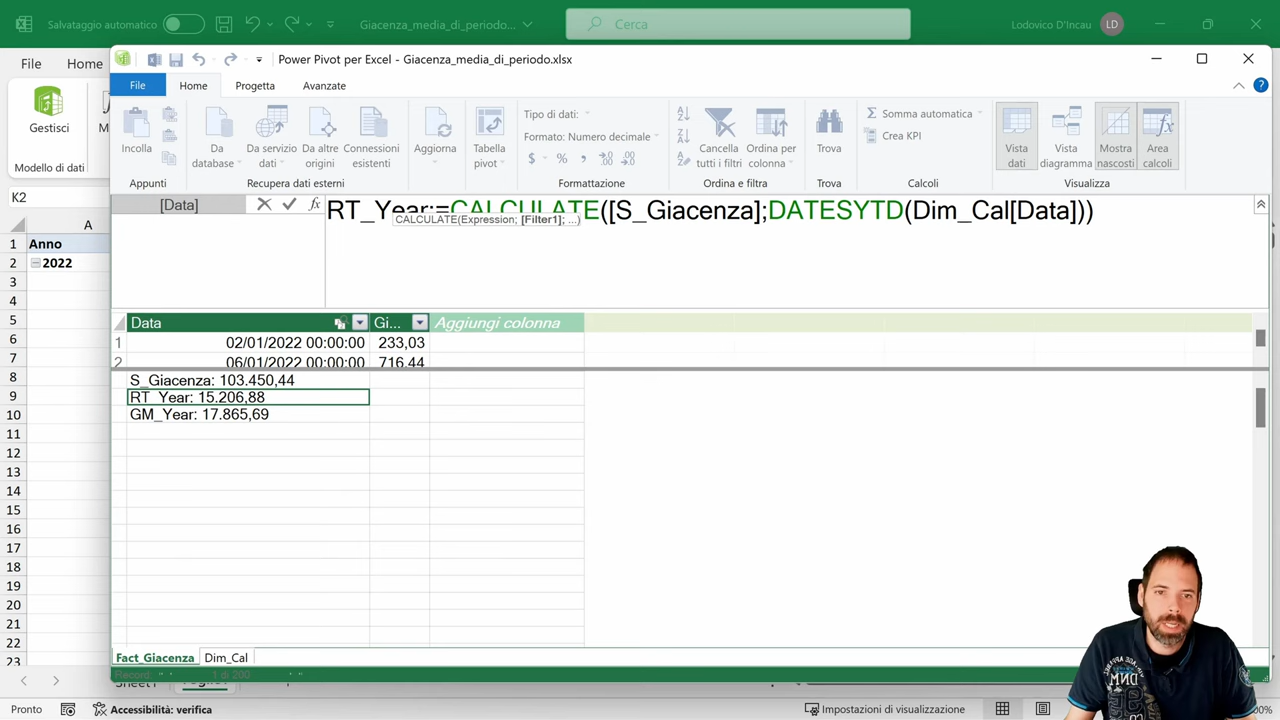 Salvataggio automatico
Giacenza_media_di_periodo...
Cerca
Lodovico D'Incau
LD
File
Home
Gestisci
M
Modello di dati
Power Pivot per Excel - Giacenza_media_di_periodo.xlsx
File
Home
Progetta
Avanzate
Incolla
Appunti
Da database
Da servizio dati
Da altre origini
Connessioni esistenti
Recupera dati esterni
Aggiorna
Tabella pivot
Tipo di dati:
Formato: Numero decimale
$ % , .00 .00
Formattazione
Cancella tutti i filtri
Ordina per colonna
Ordina e filtra
Trova
Trova
Σ Somma automatica
Crea KPI
Calcoli
Vista dati
Vista diagramma
Mostra nascosti
Area calcoli
Visualizza
K2
[Data]
fx
RT_Year:=CALCULATE([S_Giacenza];DATESYTD(Dim_Cal[Data]))
CALCULATE(Expression; [Filter1]; ...)
A
1 Anno
2 2022
3
4
5
6
7
8
9
10
11
12
13
14
15
16
17
18
19
20
21
22
23
Data
Gi...
Aggiungi colonna
1 02/01/2022 00:00:00 233,03
2 06/01/2022 00:00:00 716,44
S_Giacenza: 103.450,44
RT_Year: 15.206,88
GM_Year: 17.865,69
Fact_Giacenza
Dim_Cal
Record:
1 di 200
Pronto
Accessibilità: verifica
Impostazioni di visualizzazione